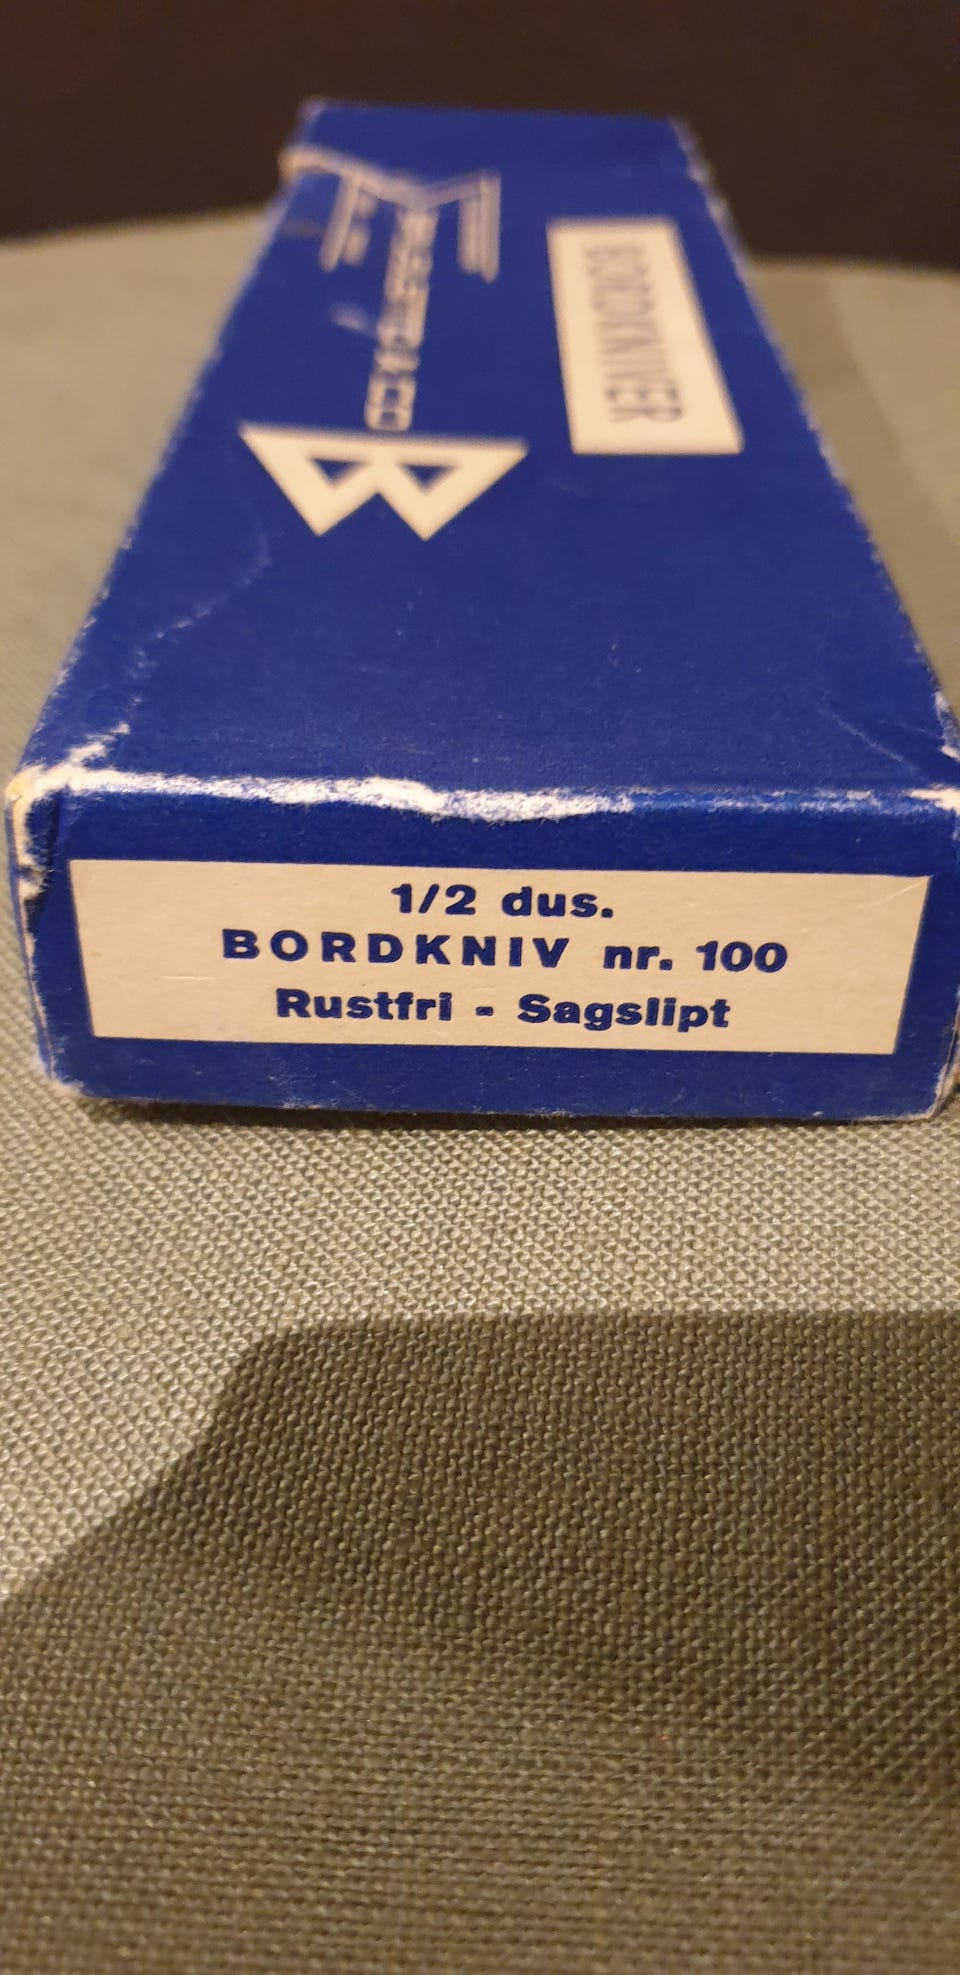 BORDKNIVER
1/2 dus.
BORDKNIV nr. 100
Rustfri - Sagslipt